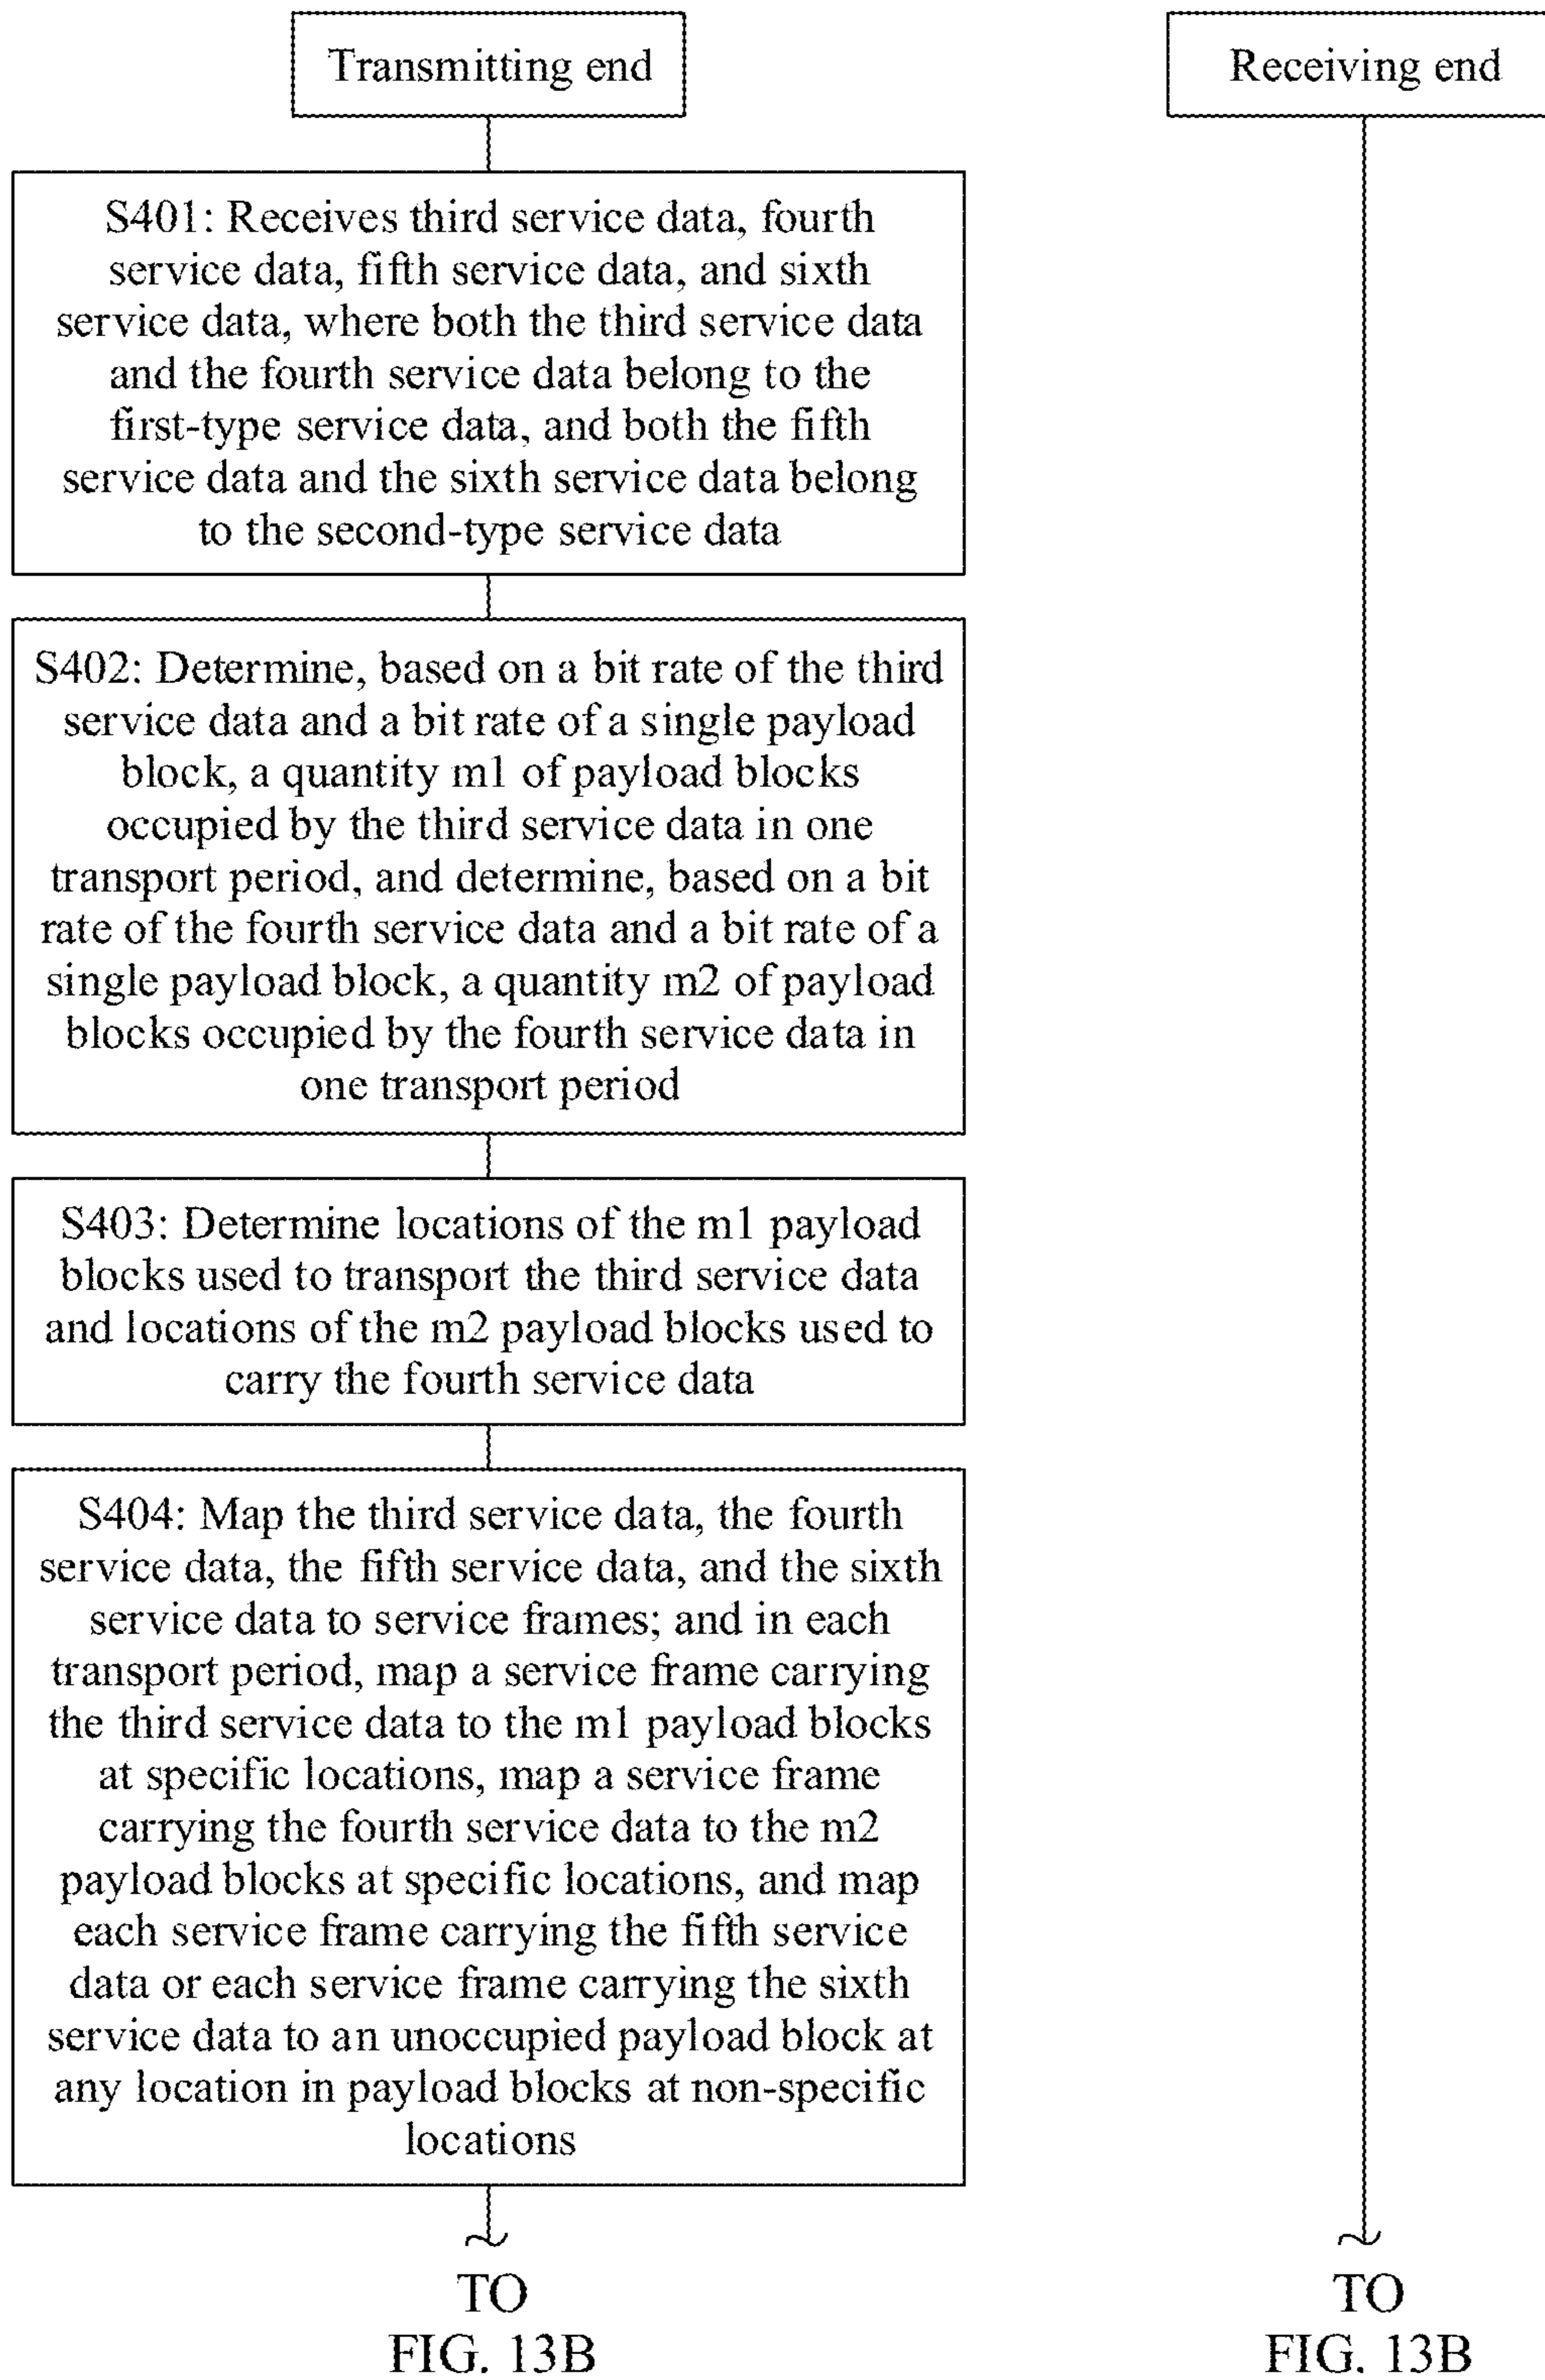 Transmitting end
Receiving end
S401: Receives third service data, fourth
service data, fifth service data, and sixth
service data, where both the third service data
and the fourth service data belong to the
first-type service data, and both the fifth
service data and the sixth service data belong
to the second-type service data
S402: Determine, based on a bit rate of the third
service data and a bit rate of a single payload
block, a quantity m1 of payload blocks
occupied by the third service data in one
transport period, and determine, based on a bit
rate of the fourth service data and a bit rate of a
single payload block, a quantity m2 of payload
blocks occupied by the fourth service data in
one transport period
S403: Determine locations of the m1 payload
blocks used to transport the third service data
and locations of the m2 payload blocks used to
carry the fourth service data
S404: Map the third service data, the fourth
service data, the fifth service data, and the sixth
service data to service frames; and in each
transport period, map a service frame carrying
the third service data to the m1 payload blocks
at specific locations, map a service frame
carrying the fourth service data to the m2
payload blocks at specific locations, and map
each service frame carrying the fifth service
data or each service frame carrying the sixth
service data to an unoccupied payload block at
any location in payload blocks at non-specific
locations
TO
FIG. 13B
TO
FIG. 13B